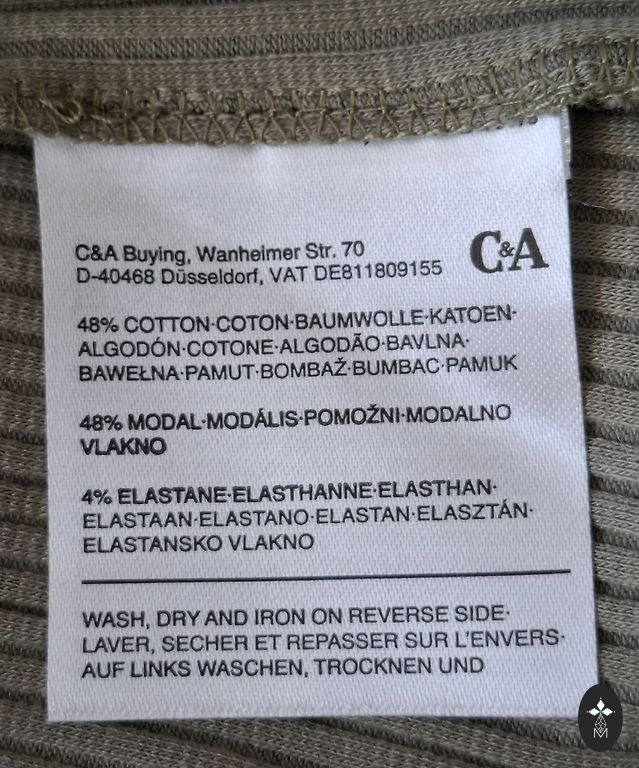 C&A Buying, Wanheimer Str. 70
D-40468 Düsseldorf, VAT DE811809155
C&A
48% COTTON·COTON·BAUMWOLLE·KATOEN·
ALGODÓN·COTONE·ALGODÃO·BAVLNA·
BAWEŁNA·PAMUT·BOMBAŽ·BUMBAC·PAMUK
48% MODAL·MODÁLIS·POMOŽNI·MODALNO
VLAKNO
4% ELASTANE·ELASTHANNE·ELASTHAN·
ELASTAAN·ELASTANO·ELASTAN·ELASZTÁN·
ELASTANSKO VLAKNO
WASH, DRY AND IRON ON REVERSE SIDE·
LAVER, SECHER ET REPASSER SUR L'ENVERS·
AUF LINKS WASCHEN, TROCKNEN UND
M